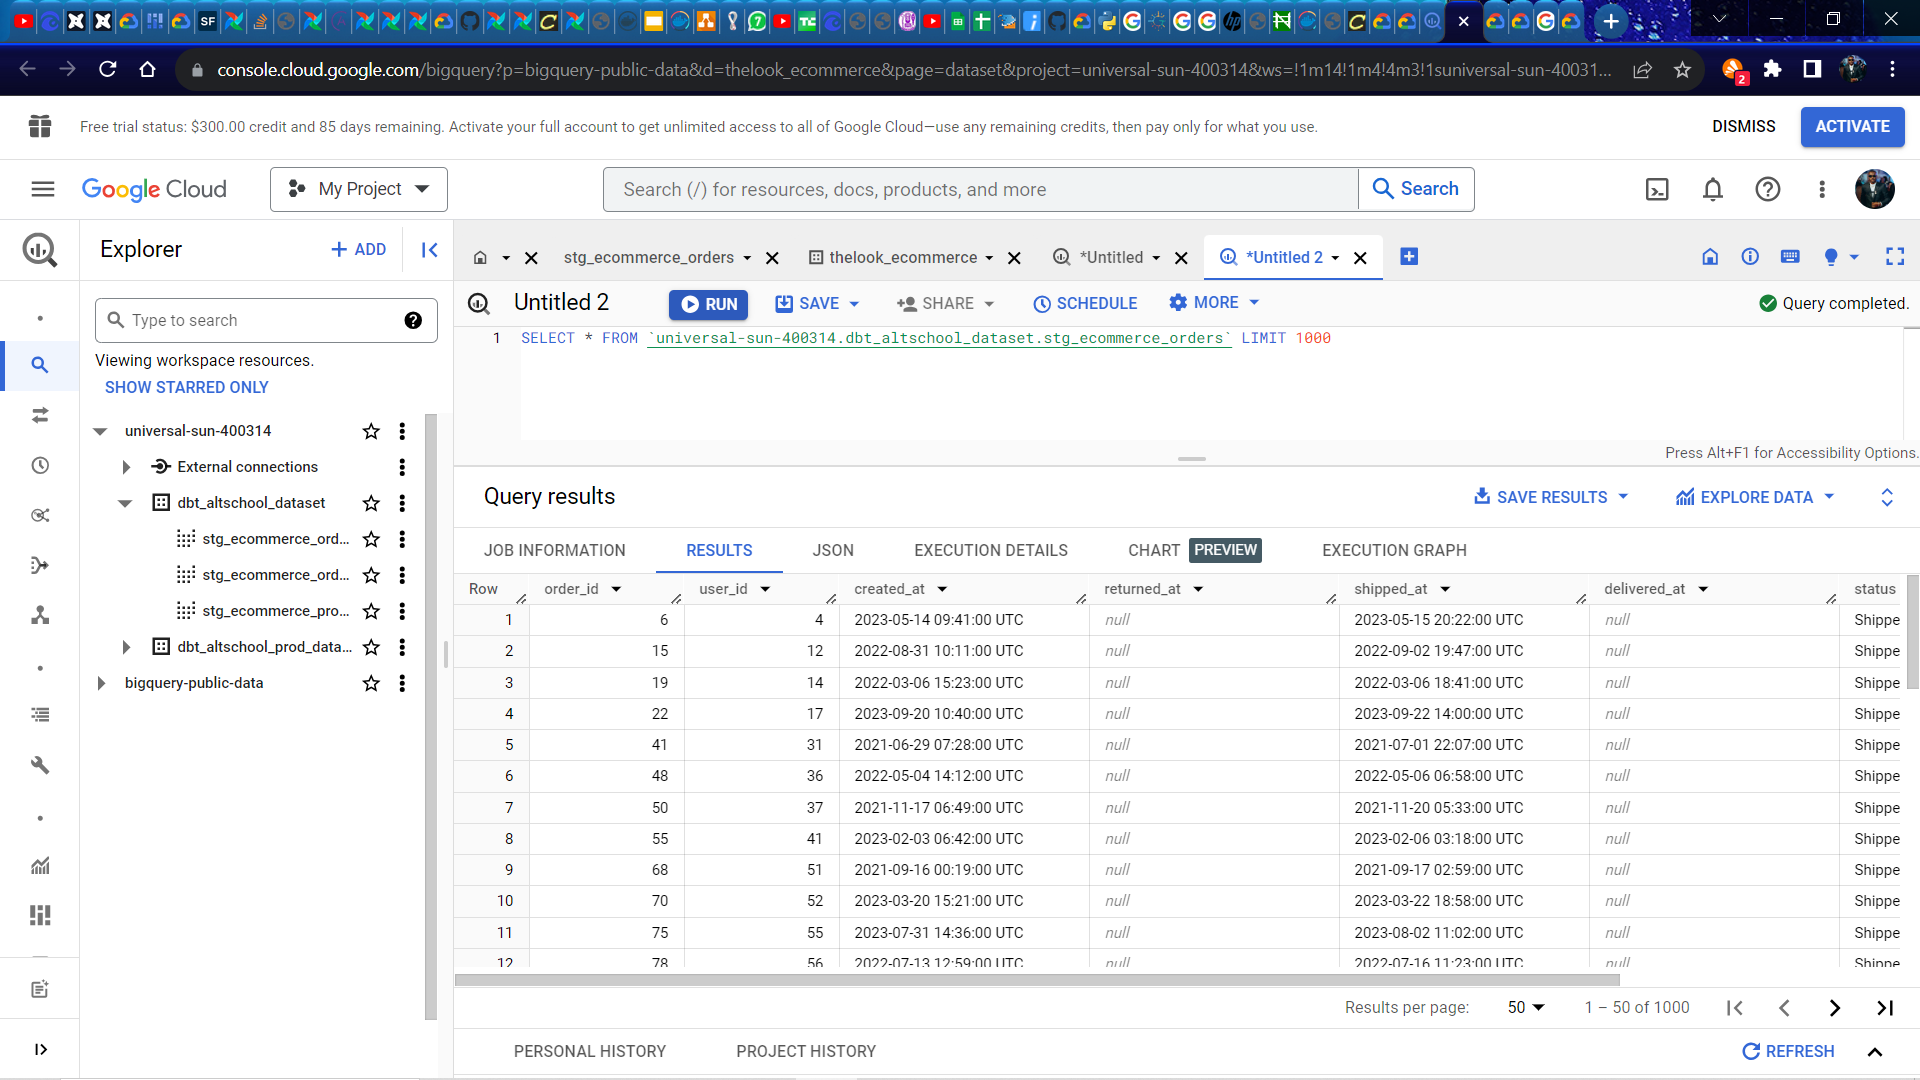 console.cloud.google.com/bigquery?p=bigquery-public-data&d=thelook_ecommerce&page=dataset&project=universal-sun-400314&ws=!1m14!1m4!4m3!1suniversal-sun-40031...
2
Free trial status: $300.00 credit and 85 days remaining. Activate your full account to get unlimited access to all of Google Cloud—use any remaining credits, then pay only for what you use.
DISMISS
ACTIVATE
Google Cloud
My Project
Search (/) for resources, docs, products, and more
Search
Explorer
+ ADD
stg_ecommerce_orders
thelook_ecommerce
*Untitled
*Untitled 2
Type to search
Untitled 2
RUN
SAVE
SHARE
SCHEDULE
MORE
Query completed.
1 SELECT * FROM `universal-sun-400314.dbt_altschool_dataset.stg_ecommerce_orders` LIMIT 1000
Viewing workspace resources.
SHOW STARRED ONLY
universal-sun-400314
External connections
dbt_altschool_dataset
stg_ecommerce_ord...
stg_ecommerce_ord...
stg_ecommerce_pro...
dbt_altschool_prod_data...
bigquery-public-data
Press Alt+F1 for Accessibility Options.
Query results
SAVE RESULTS
EXPLORE DATA
JOB INFORMATION
RESULTS
JSON
EXECUTION DETAILS
CHART PREVIEW
EXECUTION GRAPH
Row order_id user_id created_at returned_at shipped_at delivered_at status
1 6 4 2023-05-14 09:41:00 UTC null 2023-05-15 20:22:00 UTC null Shippe
2 15 12 2022-08-31 10:11:00 UTC null 2022-09-02 19:47:00 UTC null Shippe
3 19 14 2022-03-06 15:23:00 UTC null 2022-03-06 18:41:00 UTC null Shippe
4 22 17 2023-09-20 10:40:00 UTC null 2023-09-22 14:00:00 UTC null Shippe
5 41 31 2021-06-29 07:28:00 UTC null 2021-07-01 22:07:00 UTC null Shippe
6 48 36 2022-05-04 14:12:00 UTC null 2022-05-06 06:58:00 UTC null Shippe
7 50 37 2021-11-17 06:49:00 UTC null 2021-11-20 05:33:00 UTC null Shippe
8 55 41 2023-02-03 06:42:00 UTC null 2023-02-06 03:18:00 UTC null Shippe
9 68 51 2021-09-16 00:19:00 UTC null 2021-09-17 02:59:00 UTC null Shippe
10 70 52 2023-03-20 15:21:00 UTC null 2023-03-22 18:58:00 UTC null Shippe
11 75 55 2023-07-31 14:36:00 UTC null 2023-08-02 11:02:00 UTC null Shippe
12 78 56 2022-07-13 12:59:00 UTC null 2022-07-16 11:23:00 UTC null Shippe
Results per page: 50 1 – 50 of 1000
PERSONAL HISTORY
PROJECT HISTORY
REFRESH